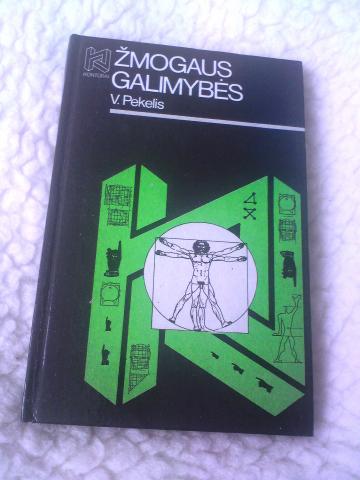 KONTŪRAI
ŽMOGAUS
GALIMYBĖS
V. Pekelis